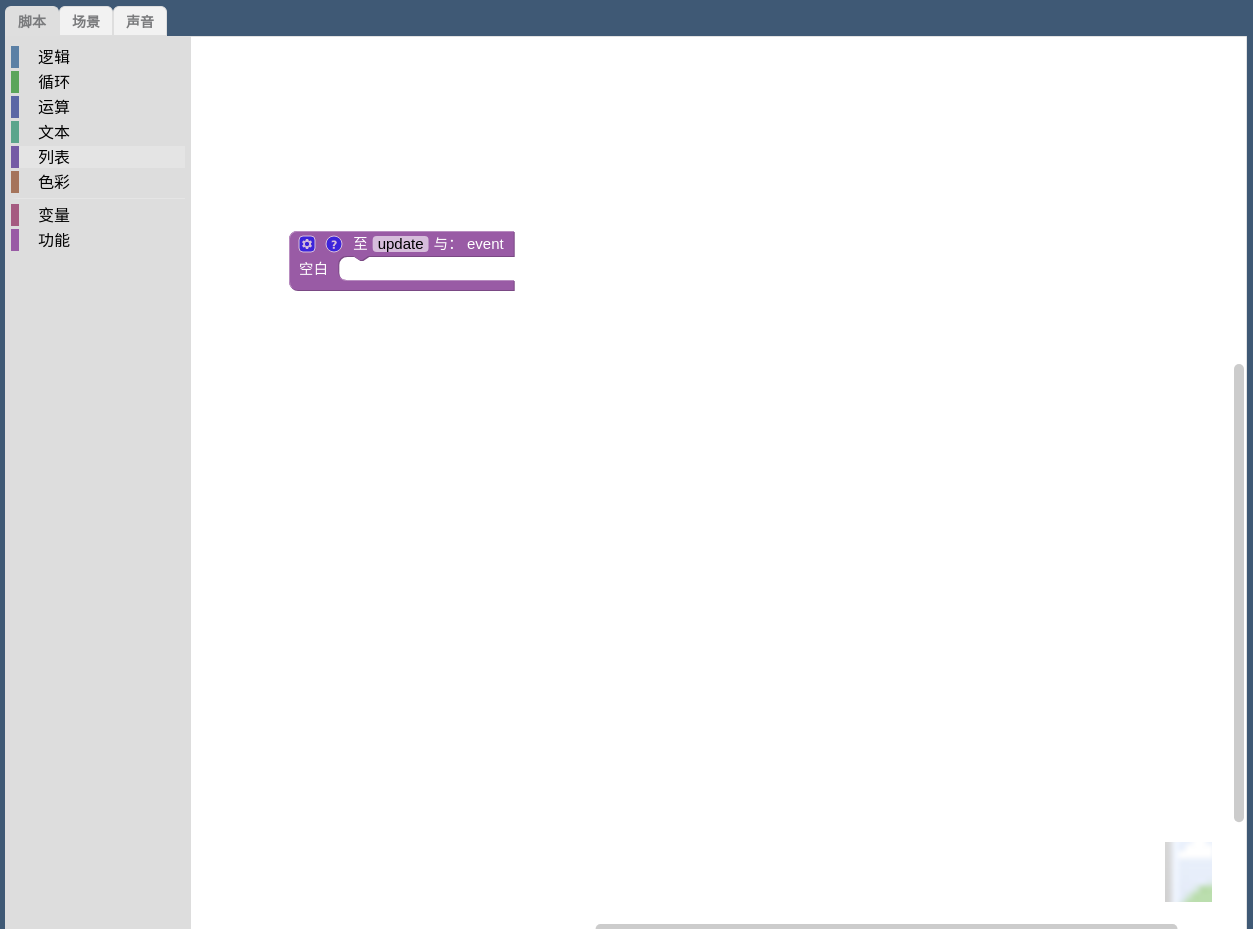 脚本 场景 声音
逻辑
循环
运算
文本
列表
色彩
变量
功能
? 至 update 与： event
空白